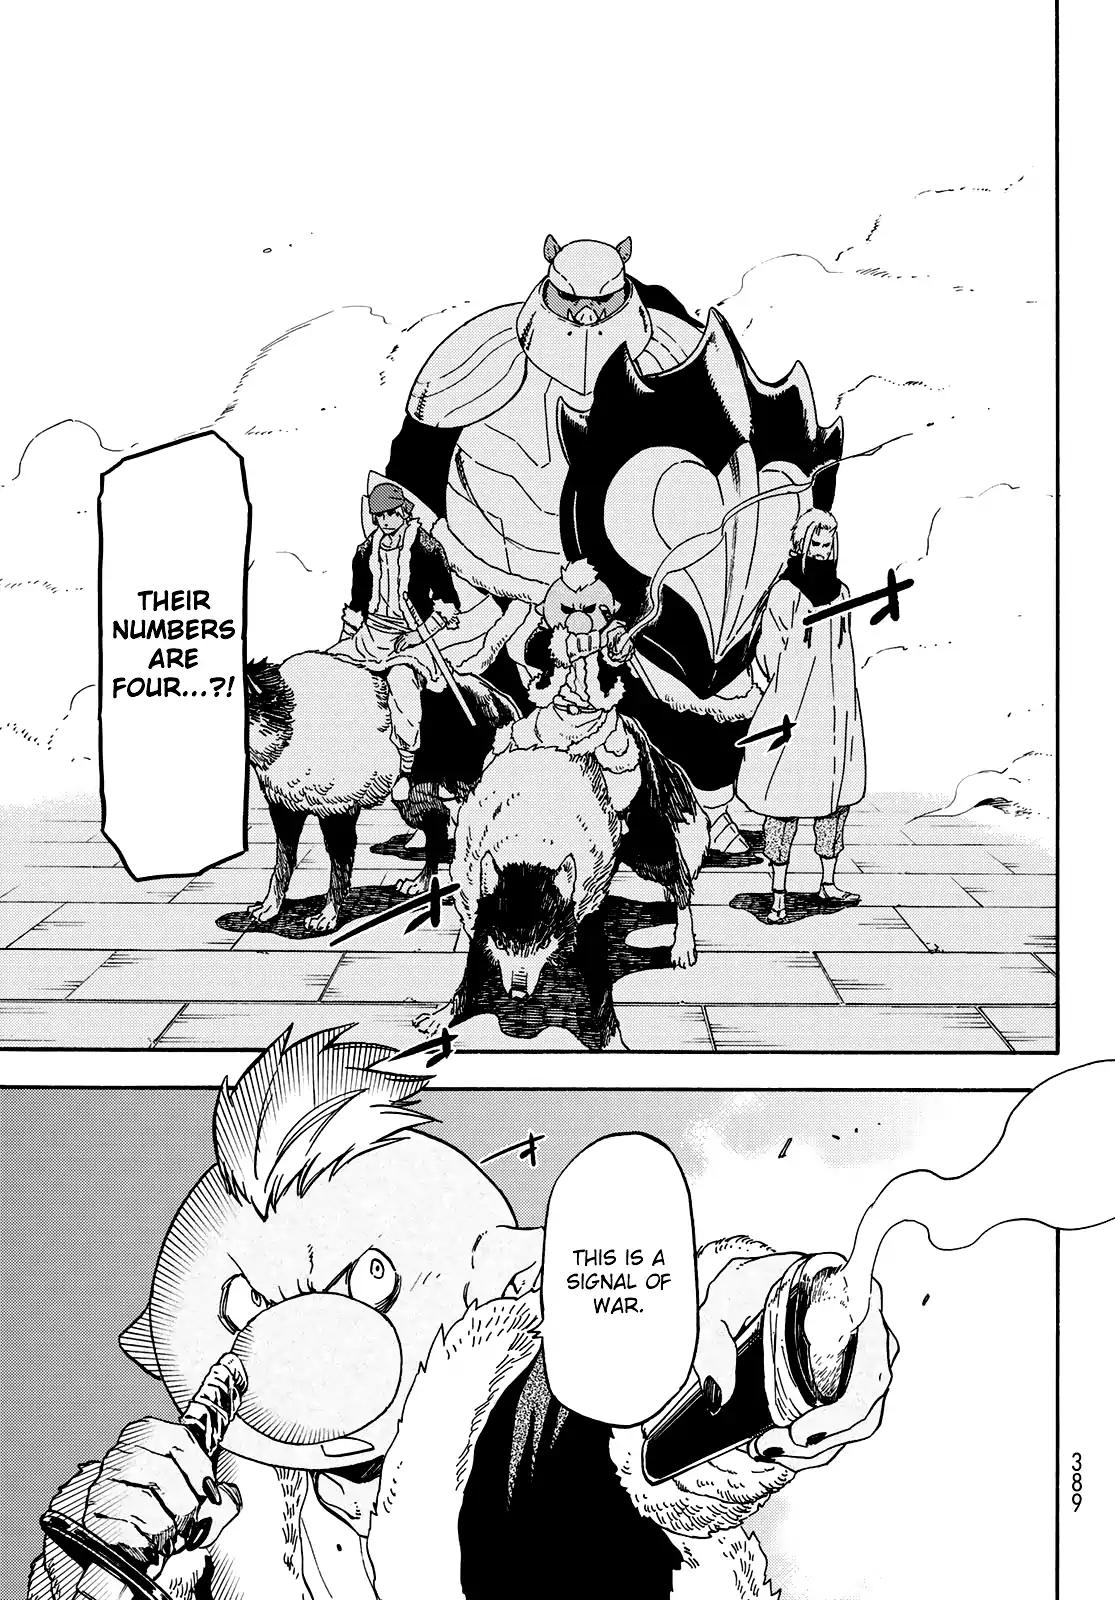 THEIR
NUMBERS
ARE
FOUR...?!
THIS IS A
SIGNAL OF
WAR.
389